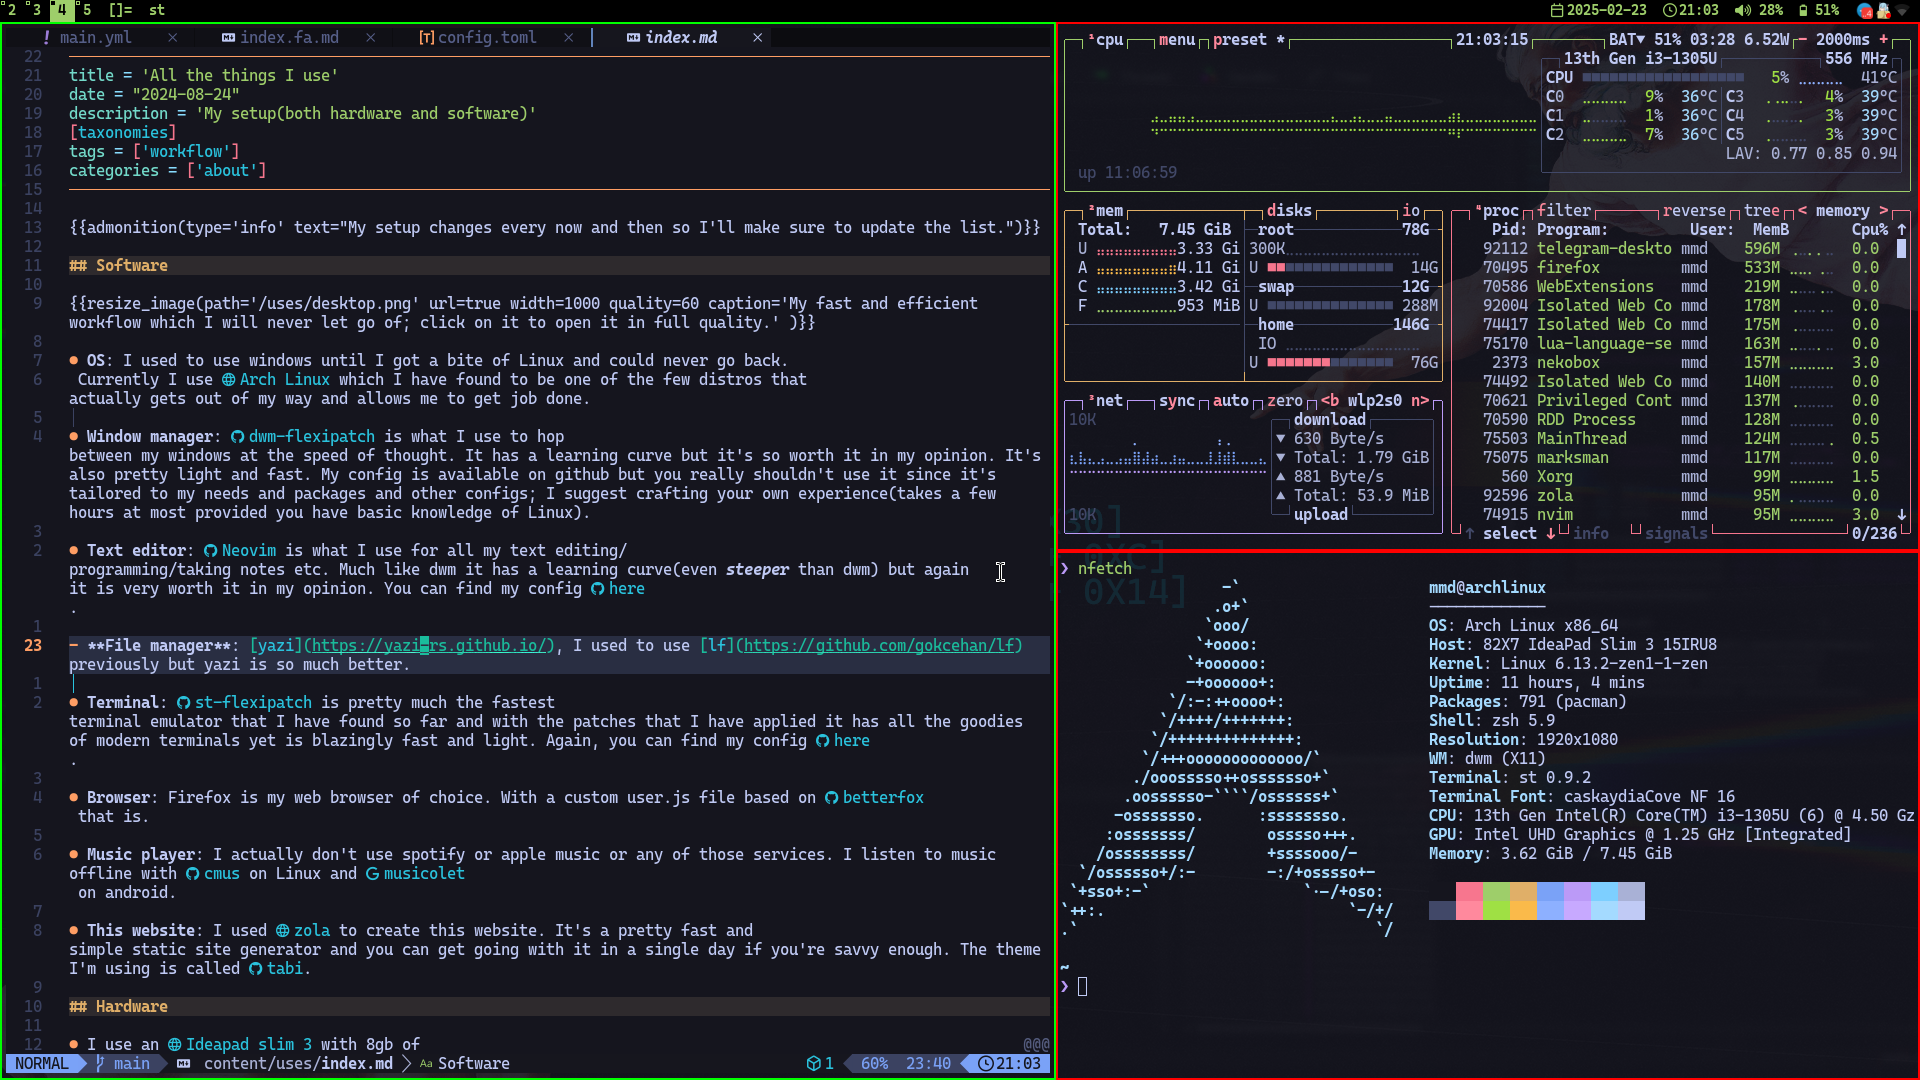 2 3 4 5 []= st
2025-02-23 21:03 28% 51%
main.yml index.fa.md config.toml index.md
22
21 title = 'All the things I use'
20 date = "2024-08-24"
19 description = 'My setup(both hardware and software)'
18 [taxonomies]
17 tags = ['workflow']
16 categories = ['about']
15
14
13 {{admonition(type='info' text="My setup changes every now and then so I'll make sure to update the list.")}}
12
11 ## Software
10
9 {{resize_image(path='/uses/desktop.png' url=true width=1000 quality=60 caption='My fast and efficient
workflow which I will never let go of; click on it to open it in full quality.' )}}
8
7 ● OS: I used to use windows until I got a bite of Linux and could never go back.
6 Currently I use Arch Linux which I have found to be one of the few distros that
actually gets out of my way and allows me to get job done.
5
4 ● Window manager: dwm-flexipatch is what I use to hop
between my windows at the speed of thought. It has a learning curve but it's so worth it in my opinion. It's
also pretty light and fast. My config is available on github but you really shouldn't use it since it's
tailored to my needs and packages and other configs; I suggest crafting your own experience(takes a few
hours at most provided you have basic knowledge of Linux).
3
2 ● Text editor: Neovim is what I use for all my text editing/
programming/taking notes etc. Much like dwm it has a learning curve(even steeper than dwm) but again
it is very worth it in my opinion. You can find my config here
.
1
23 - **File manager**: [yazi](https://yazi-rs.github.io/), I used to use [lf](https://github.com/gokcehan/lf)
previously but yazi is so much better.
1
2 ● Terminal: st-flexipatch is pretty much the fastest
terminal emulator that I have found so far and with the patches that I have applied it has all the goodies
of modern terminals yet is blazingly fast and light. Again, you can find my config here
.
3
4 ● Browser: Firefox is my web browser of choice. With a custom user.js file based on betterfox
that is.
5
6 ● Music player: I actually don't use spotify or apple music or any of those services. I listen to music
offline with cmus on Linux and musicolet
on android.
7
8 ● This website: I used zola to create this website. It's a pretty fast and
simple static site generator and you can get going with it in a single day if you're savvy enough. The theme
I'm using is called tabi.
9
10 ## Hardware
11
12 ● I use an Ideapad slim 3 with 8gb of
@@@
NORMAL main content/uses/index.md > Aa Software 1 60% 23:40 21:03
¹cpu menu preset * 21:03:15 BAT▼ 51% 03:28 6.52W - 2000ms +
13th Gen i3-1305U 556 MHz
CPU 5% 41°C
C0 9% 36°C C3 4% 39°C
C1 1% 36°C C4 3% 39°C
C2 7% 36°C C5 3% 39°C
LAV: 0.77 0.85 0.94
up 11:06:59
²mem disks io
Total: 7.45 GiB root 78G
U 3.33 Gi 300K
A 4.11 Gi U 14G
C 3.42 Gi swap 12G
F 953 MiB U 288M
home 146G
IO
U 76G
³net sync auto zero <b wlp2s0 n>
10K download
▼ 630 Byte/s
▼ Total: 1.79 GiB
▲ 881 Byte/s
▲ Total: 53.9 MiB
10K upload
⁴proc filter reverse tree < memory >
Pid: Program: User: MemB Cpu% ↑
92112 telegram-deskto mmd 596M 0.0
70495 firefox mmd 533M 0.0
70586 WebExtensions mmd 219M 0.0
92004 Isolated Web Co mmd 178M 0.0
74417 Isolated Web Co mmd 175M 0.0
75170 lua-language-se mmd 163M 0.0
2373 nekobox mmd 157M 3.0
74492 Isolated Web Co mmd 140M 0.0
70621 Privileged Cont mmd 137M 0.0
70590 RDD Process mmd 128M 0.0
75503 MainThread mmd 124M 0.5
75075 marksman mmd 117M 0.0
560 Xorg mmd 99M 1.5
92596 zola mmd 95M 0.0
74915 nvim mmd 95M 3.0 ↓
↑ select ↓ info signals 0/236
❯ nfetch
mmd@archlinux
OS: Arch Linux x86_64
Host: 82X7 IdeaPad Slim 3 15IRU8
Kernel: Linux 6.13.2-zen1-1-zen
Uptime: 11 hours, 4 mins
Packages: 791 (pacman)
Shell: zsh 5.9
Resolution: 1920x1080
WM: dwm (X11)
Terminal: st 0.9.2
Terminal Font: caskaydiaCove NF 16
CPU: 13th Gen Intel(R) Core(TM) i3-1305U (6) @ 4.50 Gz
GPU: Intel UHD Graphics @ 1.25 GHz [Integrated]
Memory: 3.62 GiB / 7.45 GiB
~
❯